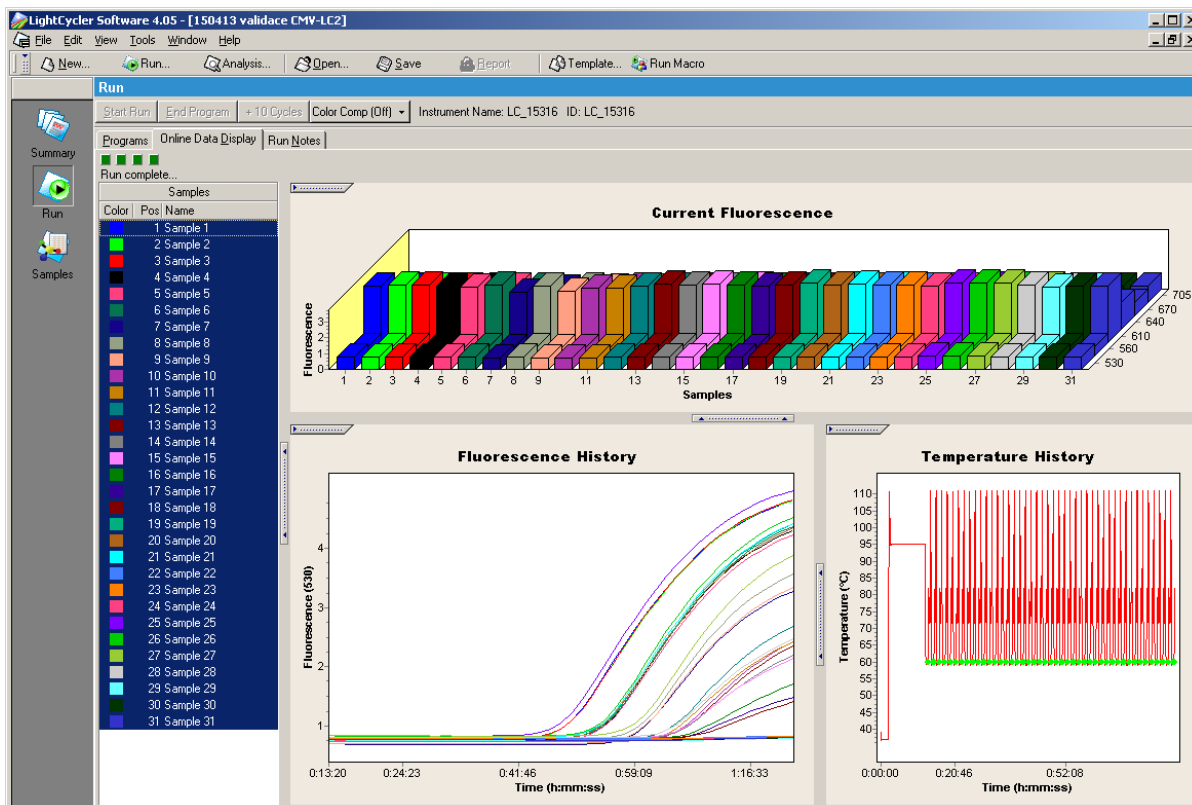 LightCycler Software 4.05 - [150413 validace CMV-LC2]
File Edit View Tools Window Help
New... Run... Analysis... Open... Save Report Template... Run Macro
Run
Start Run End Program + 10 Cycles Color Comp (Off) Instrument Name: LC_15316 ID: LC_15316
Programs Online Data Display Run Notes
Run complete...
Summary
Run
Samples
Samples
Color Pos Name
1 Sample 1
2 Sample 2
3 Sample 3
4 Sample 4
5 Sample 5
6 Sample 6
7 Sample 7
8 Sample 8
9 Sample 9
10 Sample 10
11 Sample 11
12 Sample 12
13 Sample 13
14 Sample 14
15 Sample 15
16 Sample 16
17 Sample 17
18 Sample 18
19 Sample 19
20 Sample 20
21 Sample 21
22 Sample 22
23 Sample 23
24 Sample 24
25 Sample 25
26 Sample 26
27 Sample 27
28 Sample 28
29 Sample 29
30 Sample 30
31 Sample 31
Current Fluorescence
Fluorescence
3
2
1
0
1 2 3 4 5 6 7 8 9 11 13 15 17 19 21 23 25 27 29 31
Samples
705
670
640
610
560
530
Fluorescence History
Fluorescence (530)
4
3
2
1
0:13:20 0:24:23 0:41:46 0:59:09 1:16:33
Time (h:mm:ss)
Temperature History
Temperature (°C)
110
105
100
95
90
85
80
75
70
65
60
55
50
45
40
0:00:00 0:20:46 0:52:08
Time (h:mm:ss)